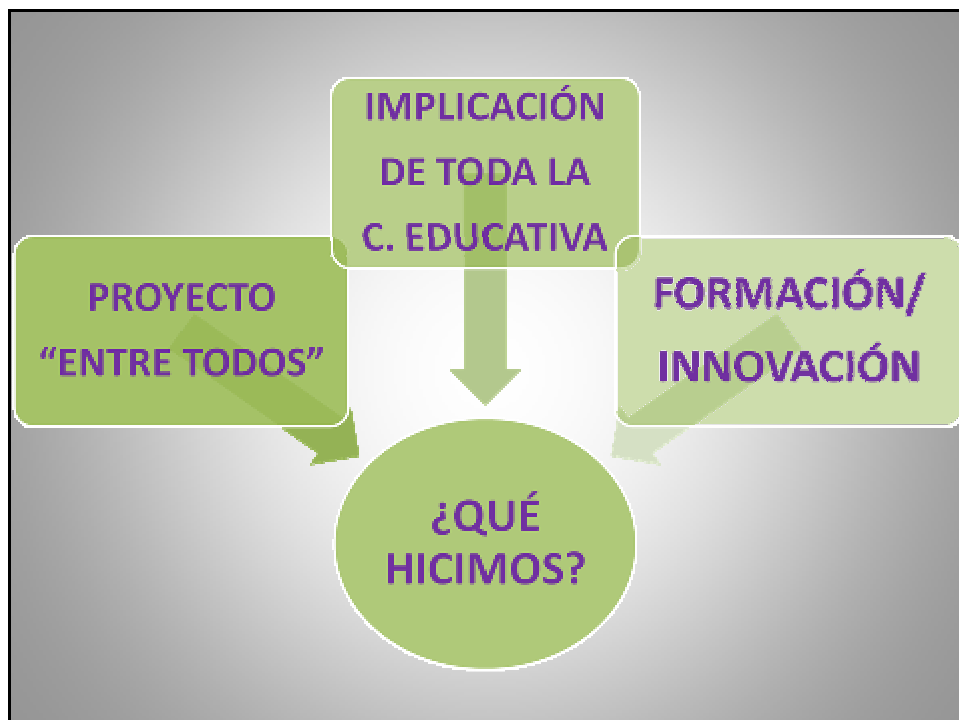 IMPLICACIÓN
DE TODA LA
C. EDUCATIVA
PROYECTO
“ENTRE TODOS”
FORMACIÓN/
INNOVACIÓN
¿QUÉ
HICIMOS?